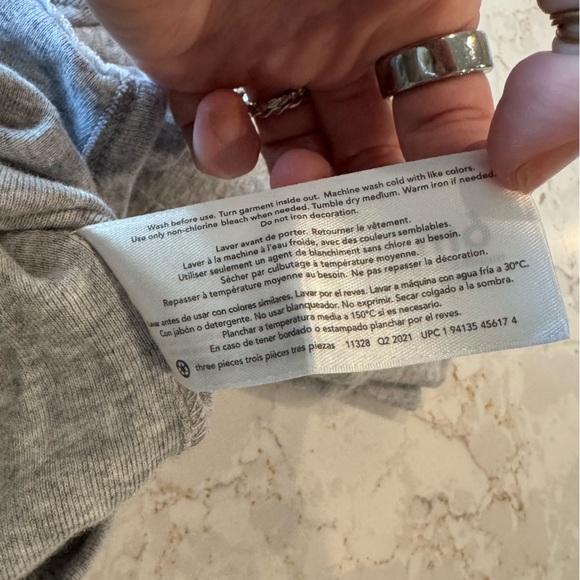 Wash before use. Turn garment inside out. Machine wash cold with like colors.
Use only non-chlorine bleach when needed. Tumble dry medium. Warm iron if needed.
Do not iron decoration.
Laver avant de porter. Retourner le vêtement.
Laver à la machine à l'eau froide, avec des couleurs semblables.
Utiliser seulement un agent de blanchiment sans chlore au besoin.
Sécher par culbutage à température moyenne.
Repasser à température moyenne au besoin. Ne pas repasser la décoration.
antes de usar con colores similares. Lavar por el reves. Lavar a máquina con agua fría a 30°C.
Con jabón o detergente. No usar blanqueador. No exprimir. Secar colgado a la sombra.
Planchar a temperatura media a 150°C si es necesario.
En caso de tener bordado o estampado planchar por el reves.
three pieces trois pièces tres piezas 11328 Q2 2021 UPC 1 94135 45617 4